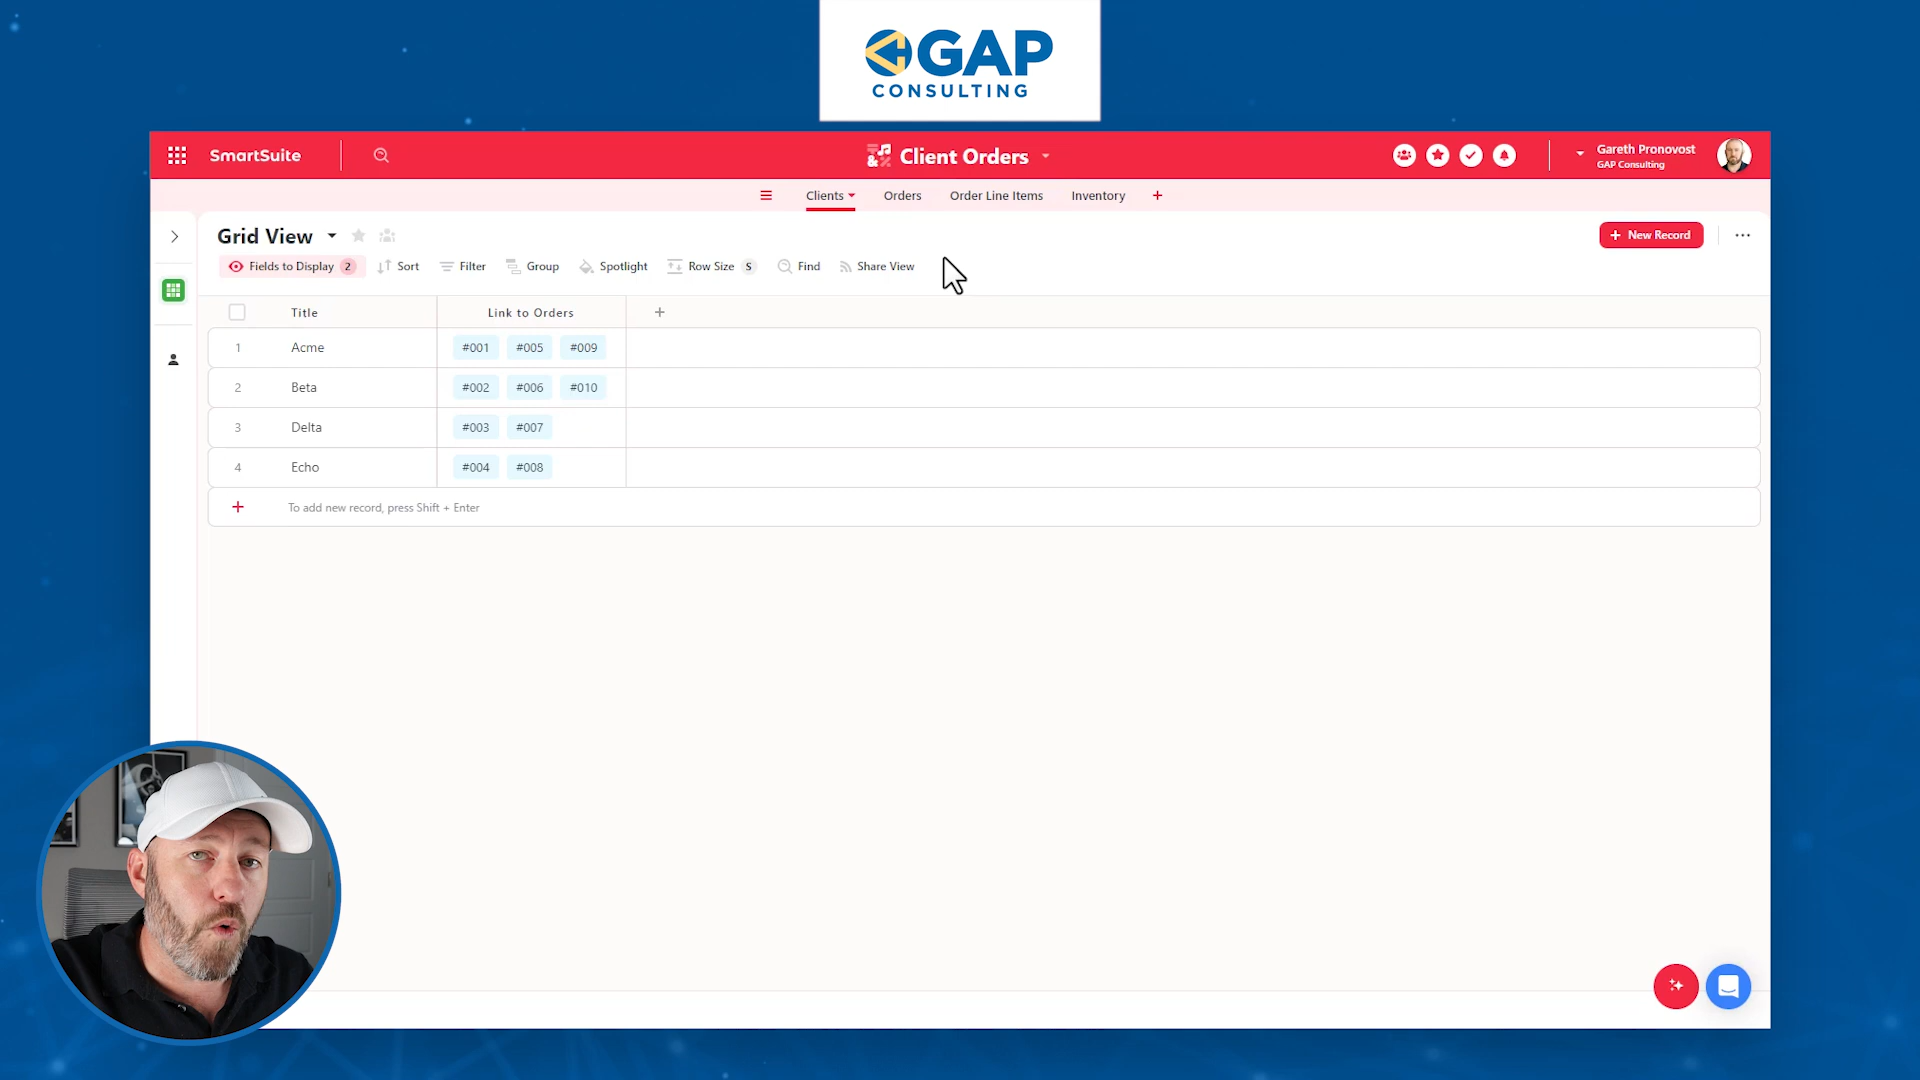 GAP
CONSULTING
SmartSuite
Client Orders
Gareth Pronovost
GAP Consulting
Clients
Orders
Order Line Items
Inventory
+
Grid View
+ New Record
Fields to Display 2
Sort
Filter
Group
Spotlight
Row Size S
Find
Share View
Title
Link to Orders
+
1 Acme #001 #005 #009
2 Beta #002 #006 #010
3 Delta #003 #007
4 Echo #004 #008
+ To add new record, press Shift + Enter